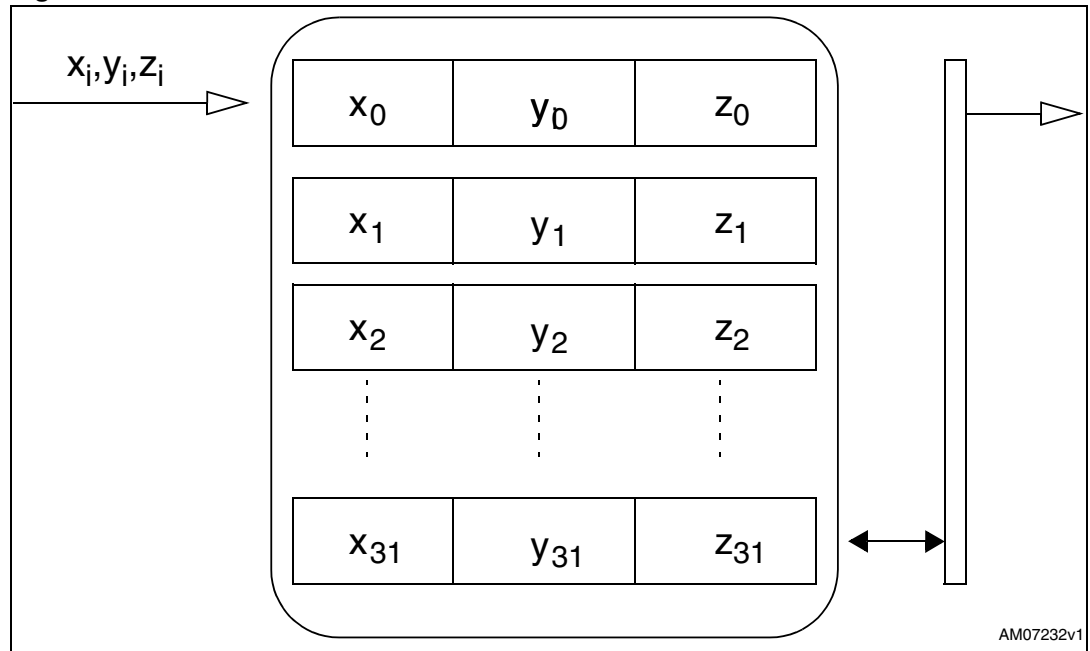 xᵢ,yᵢ,zᵢ
x₀ y₀ z₀
x₁ y₁ z₁
x₂ y₂ z₂
x₃₁ y₃₁ z₃₁
AM07232v1